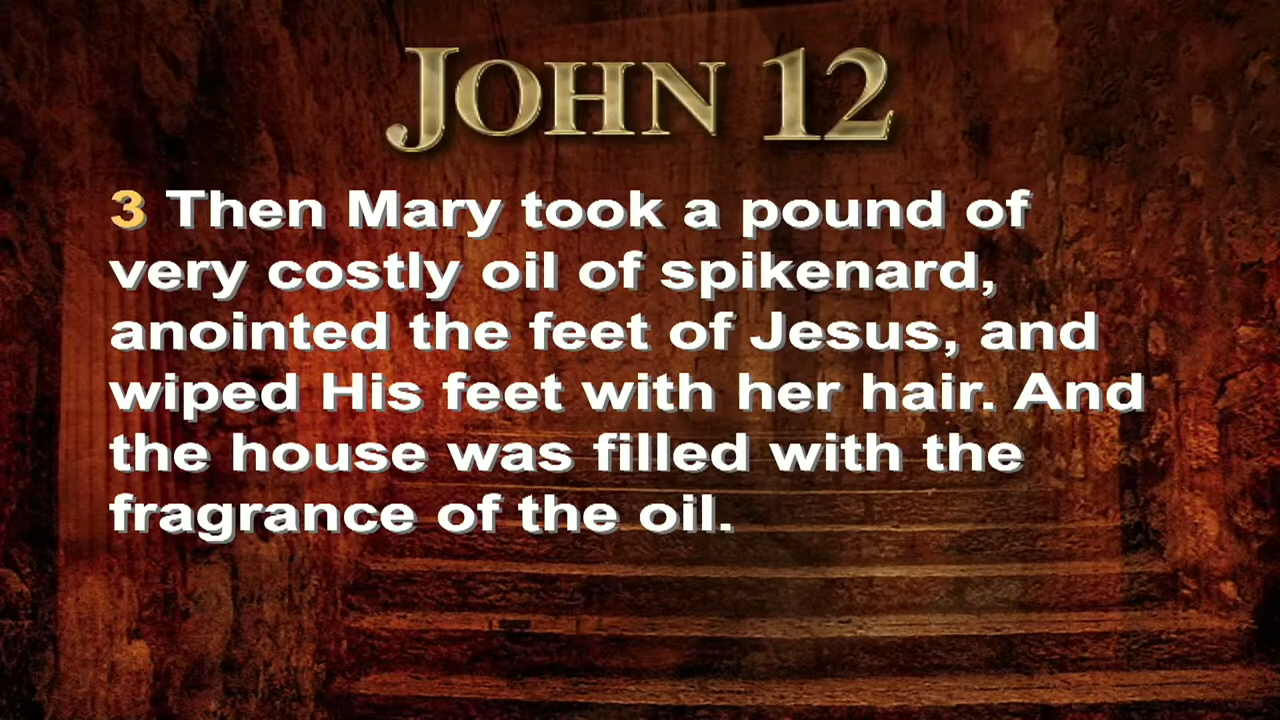 JOHN 12
3 Then Mary took a pound of
very costly oil of spikenard,
anointed the feet of Jesus, and
wiped His feet with her hair. And
the house was filled with the
fragrance of the oil.